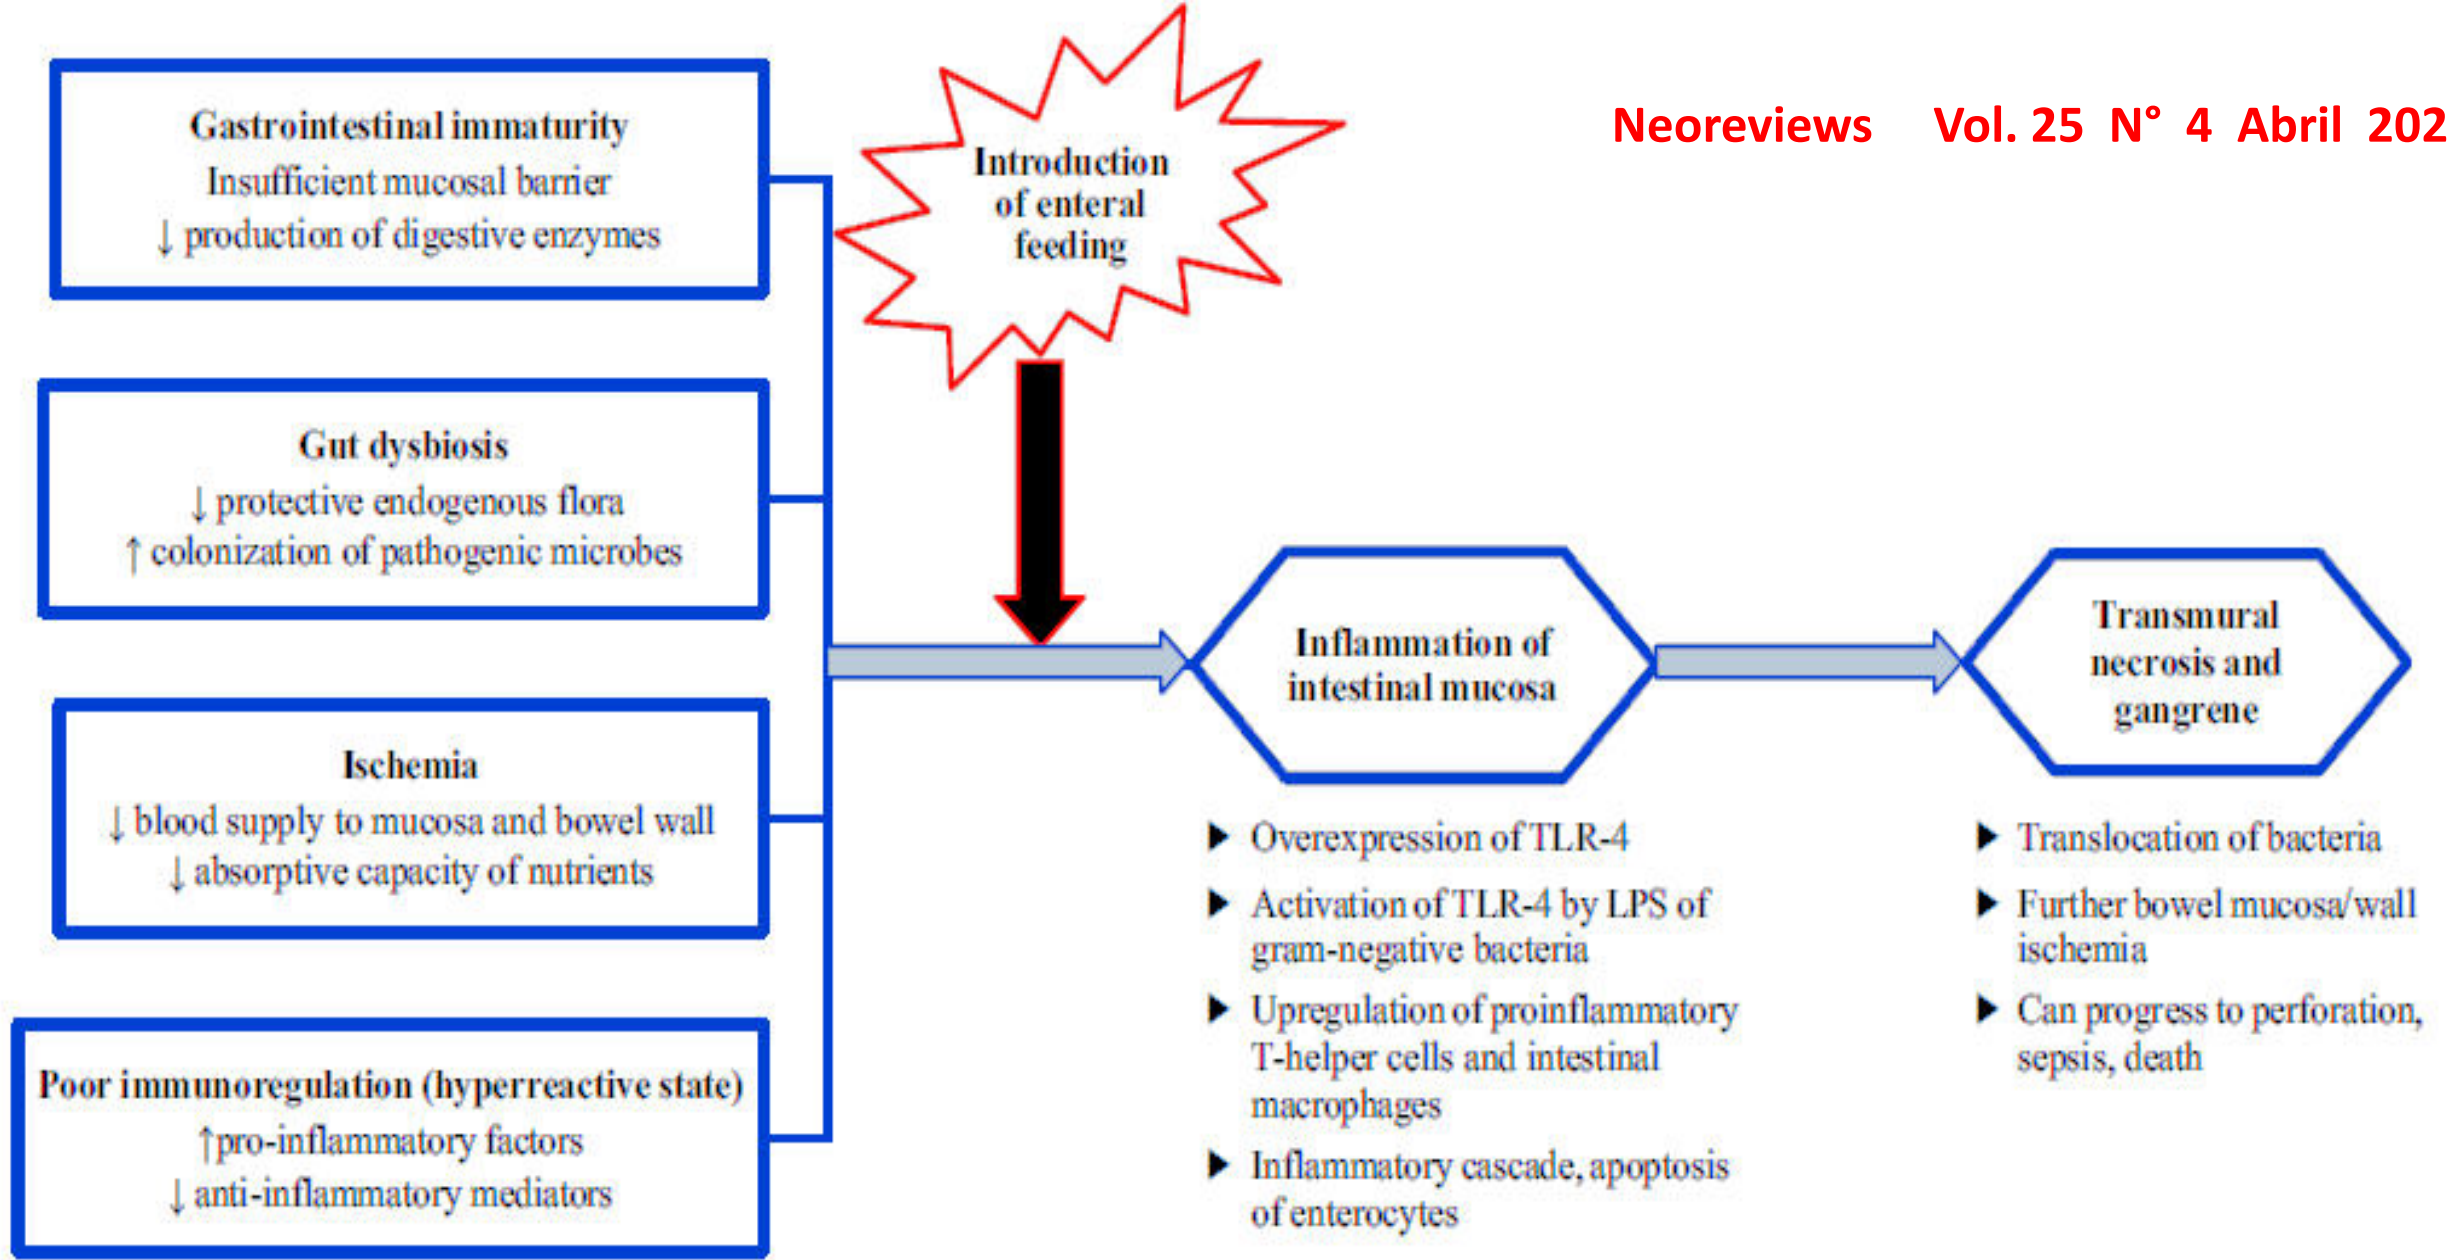 Neoreviews Vol. 25 N° 4 Abril 202
Gastrointestinal immaturity
Insufficient mucosal barrier
↓ production of digestive enzymes
Gut dysbiosis
↓ protective endogenous flora
↑ colonization of pathogenic microbes
Ischemia
↓ blood supply to mucosa and bowel wall
↓ absorptive capacity of nutrients
Poor immunoregulation (hyperreactive state)
↑pro-inflammatory factors
↓ anti-inflammatory mediators
Introduction
of enteral
feeding
Inflammation of
intestinal mucosa
▶ Overexpression of TLR-4
▶ Activation of TLR-4 by LPS of
gram-negative bacteria
▶ Upregulation of proinflammatory
T-helper cells and intestinal
macrophages
▶ Inflammatory cascade, apoptosis
of enterocytes
Transmural
necrosis and
gangrene
▶ Translocation of bacteria
▶ Further bowel mucosa/wall
ischemia
▶ Can progress to perforation,
sepsis, death